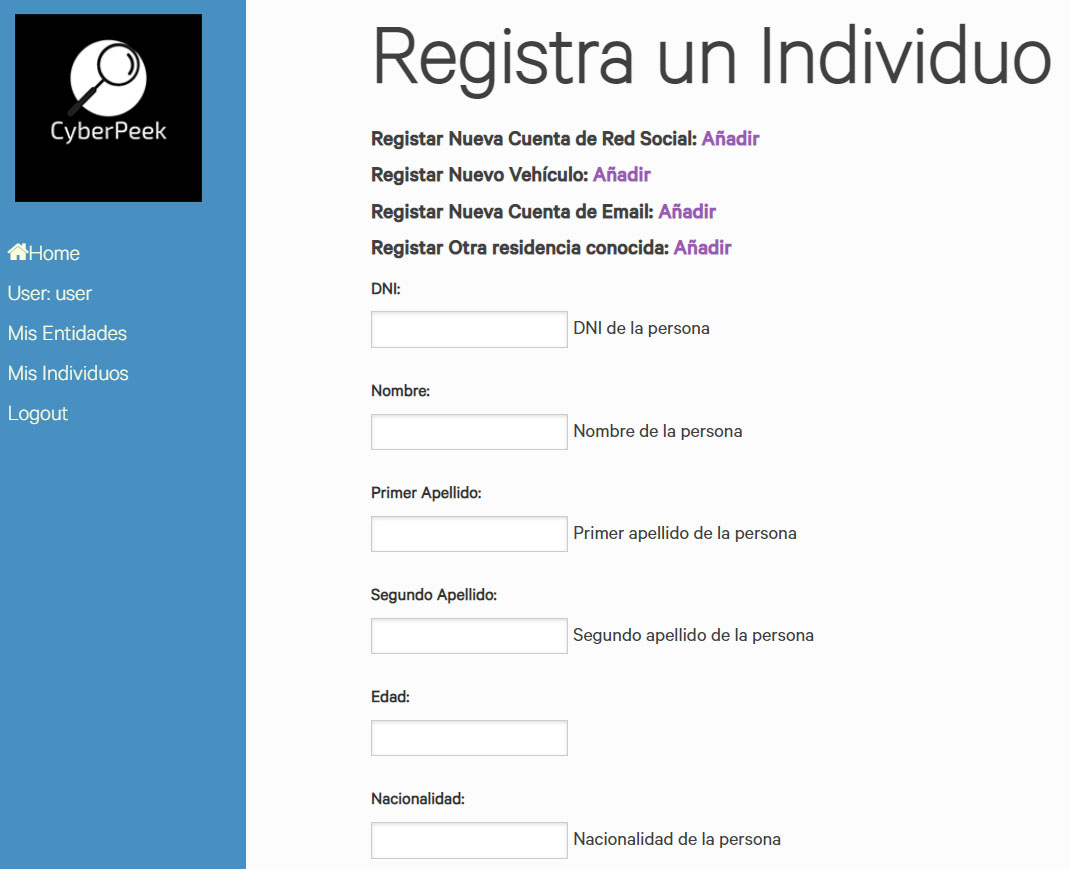 CyberPeek
Home
User: user
Mis Entidades
Mis Individuos
Logout
Registra un Individuo
Registar Nueva Cuenta de Red Social: Añadir
Registar Nuevo Vehículo: Añadir
Registar Nueva Cuenta de Email: Añadir
Registar Otra residencia conocida: Añadir
DNI:
DNI de la persona
Nombre:
Nombre de la persona
Primer Apellido:
Primer apellido de la persona
Segundo Apellido:
Segundo apellido de la persona
Edad:
Nacionalidad:
Nacionalidad de la persona